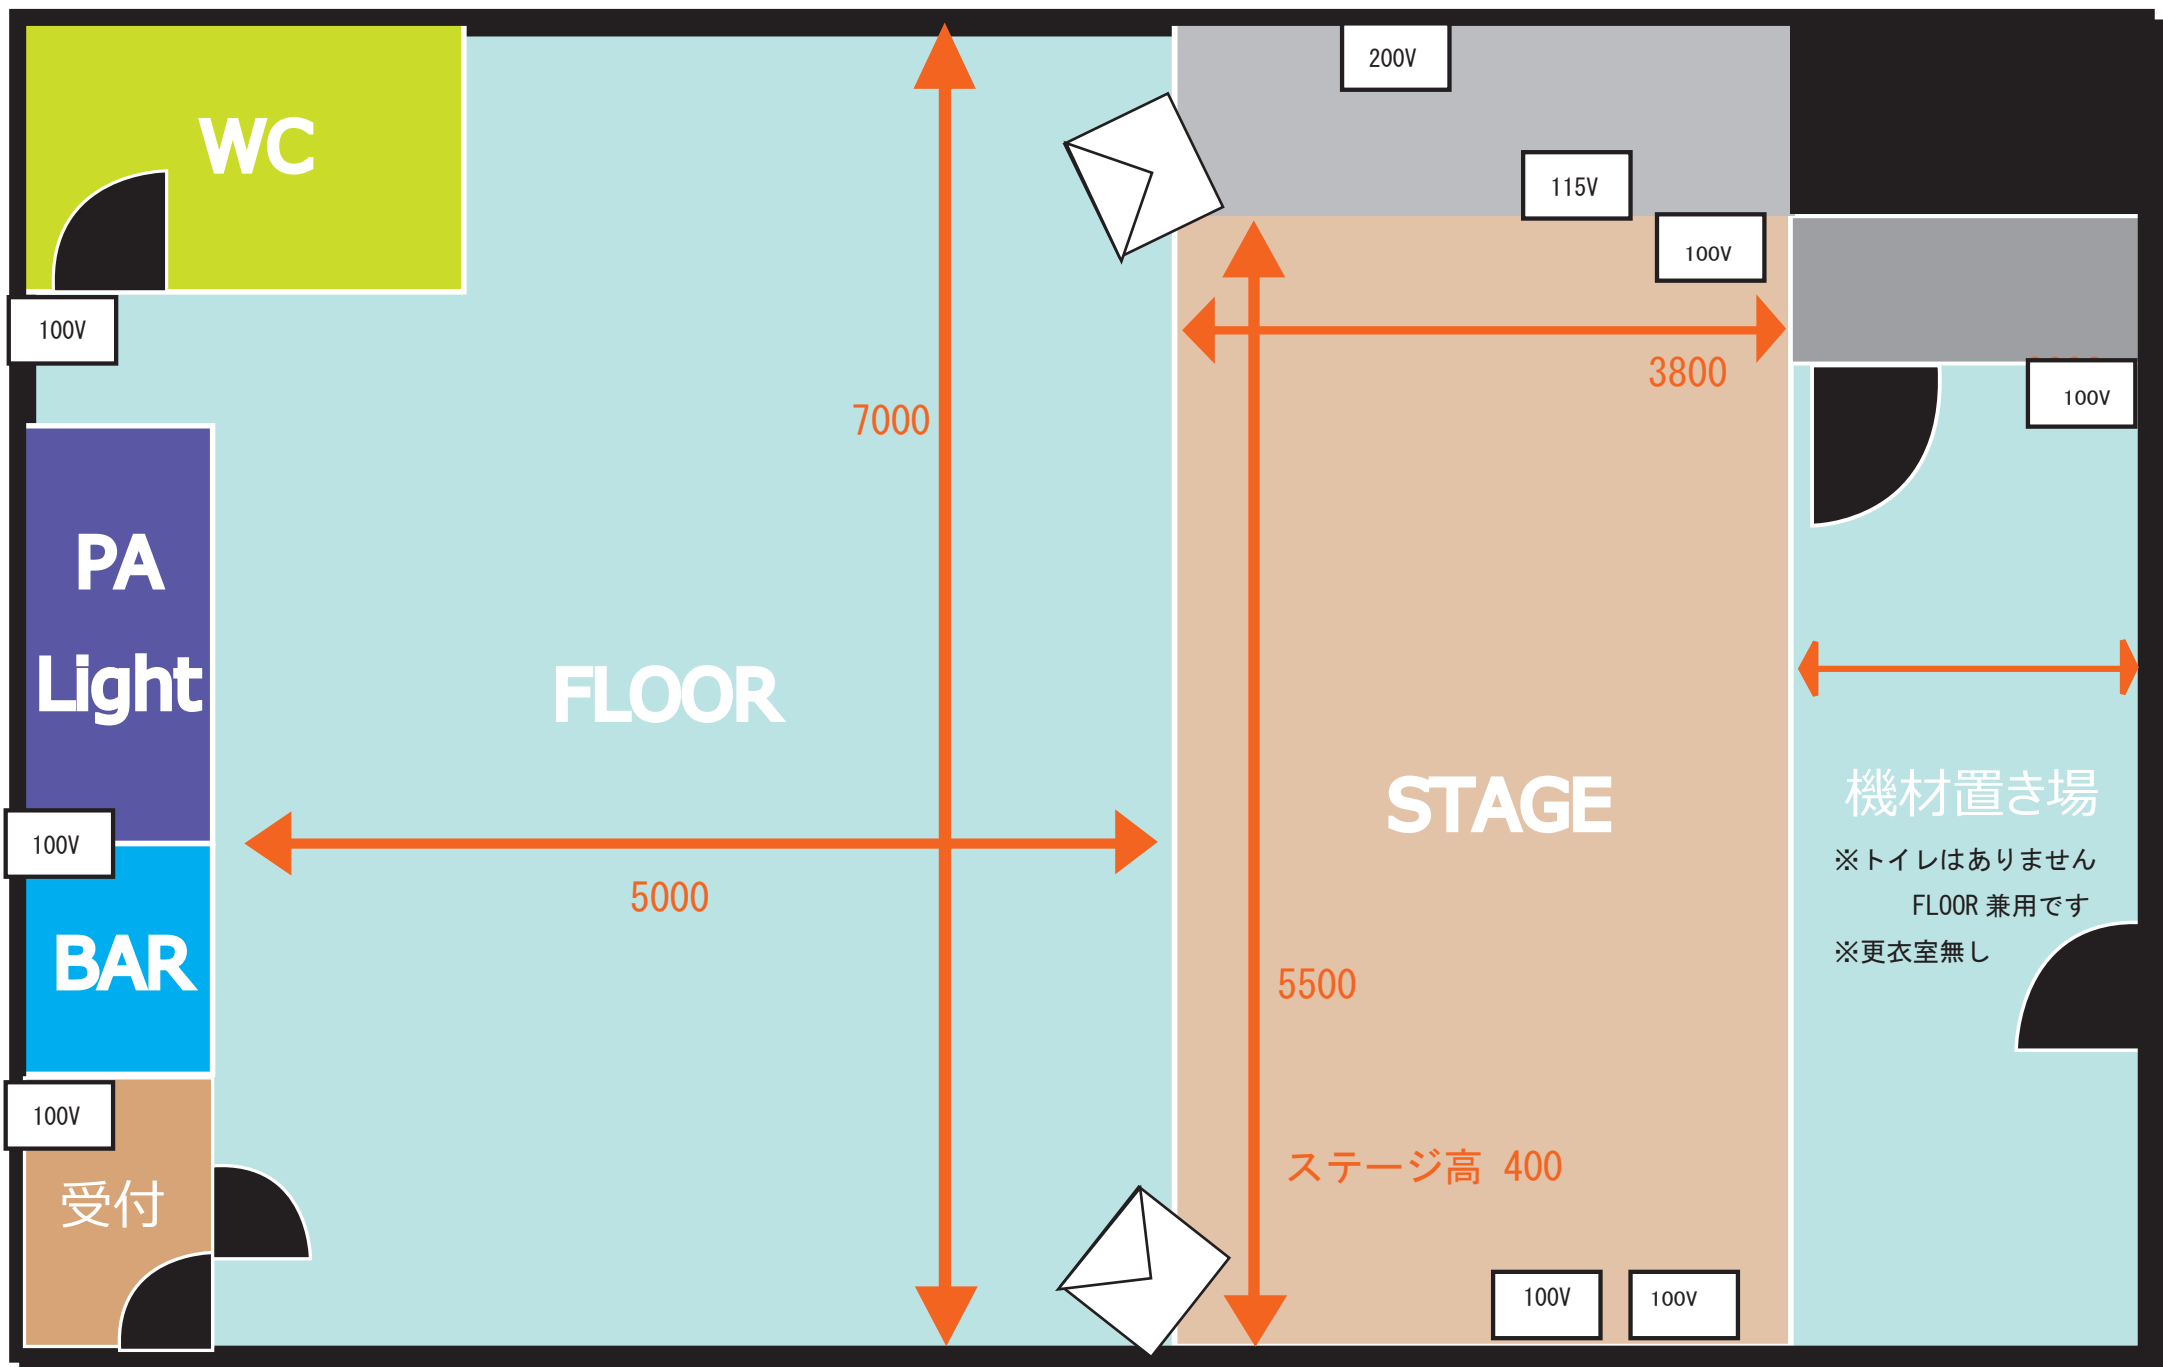 200V
WC
115V
100V
100V
3800
100V
7000
PA
Light
FLOOR
STAGE
機材置き場
100V
※トイレはありません
5000
FLOOR 兼用です
BAR
※更衣室無し
5500
100V
ステージ高 400
受付
100V
100V